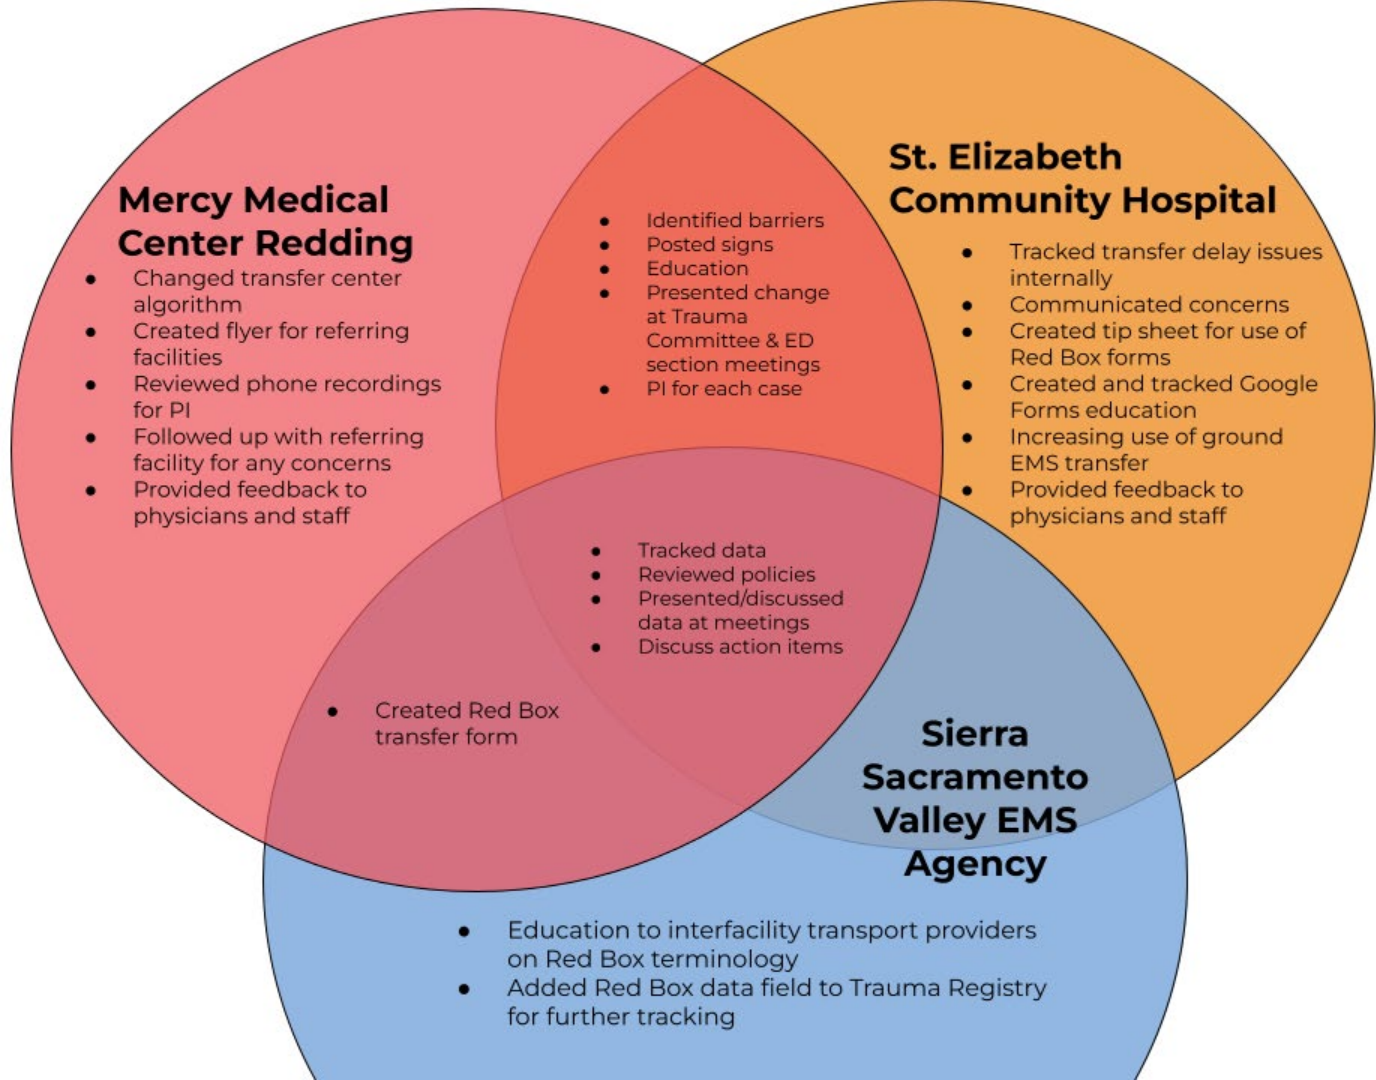 Mercy Medical
Center Redding
● Changed transfer center
algorithm
● Created flyer for referring
facilities
● Reviewed phone recordings
for PI
● Followed up with referring
facility for any concerns
● Provided feedback to
physicians and staff
● Identified barriers
● Posted signs
● Education
● Presented change
at Trauma
Committee & ED
section meetings
● PI for each case
St. Elizabeth
Community Hospital
● Tracked transfer delay issues
internally
● Communicated concerns
● Created tip sheet for use of
Red Box forms
● Created and tracked Google
Forms education
● Increasing use of ground
EMS transfer
● Provided feedback to
physicians and staff
● Tracked data
● Reviewed policies
● Presented/discussed
data at meetings
● Discuss action items
● Created Red Box
transfer form
Sierra
Sacramento
Valley EMS
Agency
● Education to interfacility transport providers
on Red Box terminology
● Added Red Box data field to Trauma Registry
for further tracking